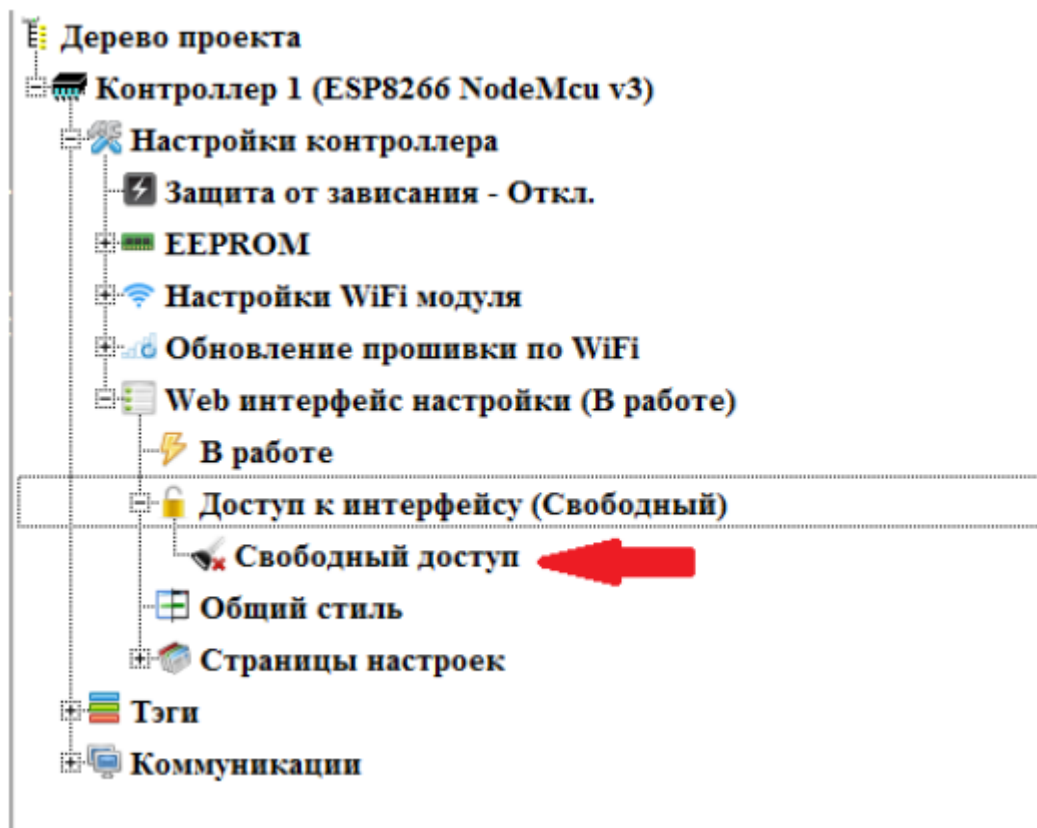 Дерево проекта
Контроллер 1 (ESP8266 NodeMcu v3)
Настройки контроллера
Защита от зависания - Откл.
EEPROM
Настройки WiFi модуля
Обновление прошивки по WiFi
Web интерфейс настройки (В работе)
В работе
Доступ к интерфейсу (Свободный)
Свободный доступ
Общий стиль
Страницы настроек
Тэги
Коммуникации